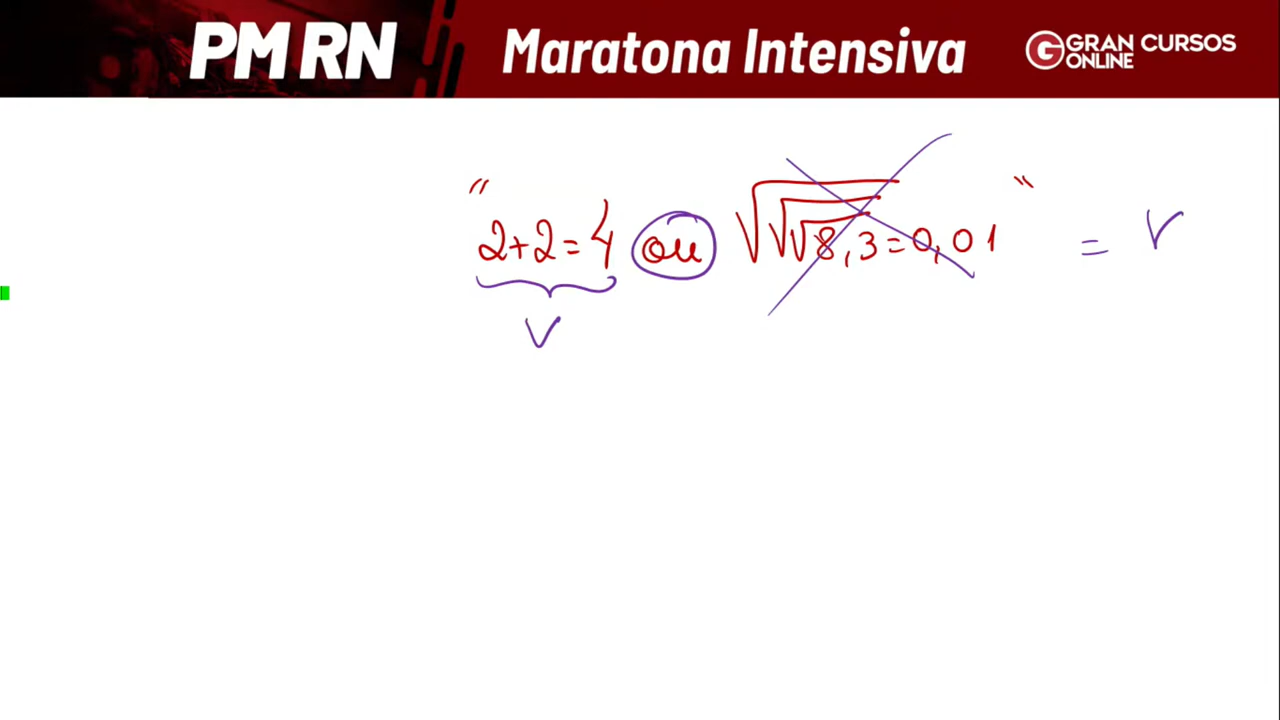 PM RN Maratona Intensiva GRAN CURSOS ONLINE
" 2+2=4 ou √√√8,3=0,01 " = V
V